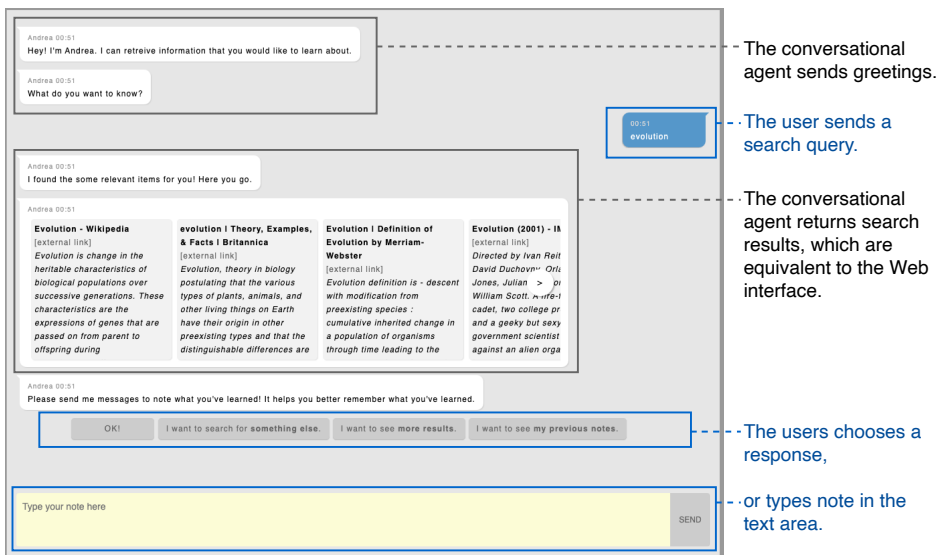 Andrea 00:51
Hey! I'm Andrea. I can retreive information that you would like to learn about.
Andrea 00:51
What do you want to know?
The conversational
agent sends greetings.
00:51
evolution
The user sends a
search query.
Andrea 00:51
I found the some relevant items for you! Here you go.
The conversational
agent returns search
results, which are
equivalent to the Web
interface.
Andrea 00:51
Evolution - Wikipedia
[external link]
Evolution is change in the
heritable characteristics of
biological populations over
successive generations. These
characteristics are the
expressions of genes that are
passed on from parent to
offspring during
evolution | Theory, Examples,
& Facts | Britannica
[external link]
Evolution, theory in biology
postulating that the various
types of plants, animals, and
other living things on Earth
have their origin in other
preexisting types and that the
distinguishable differences are
Evolution | Definition of
Evolution by Merriam-
Webster
[external link]
Evolution definition is - descent
with modification from
preexisting species :
cumulative inherited change in
a population of organisms
through time leading to the
Evolution (2001) - IM
[external link]
Directed by Ivan Reit
David Duchovny, Orla
Jones, Julian
William Scott. A fire-f
cadet, two college pr
and a geeky but sexy
government scientist
against an alien orga
>
Andrea 00:51
Please send me messages to note what you've learned! It helps you better remember what you've learned.
OK!
I want to search for something else.
I want to see more results.
I want to see my previous notes.
The users chooses a
response,
Type your note here
SEND
or types note in the
text area.